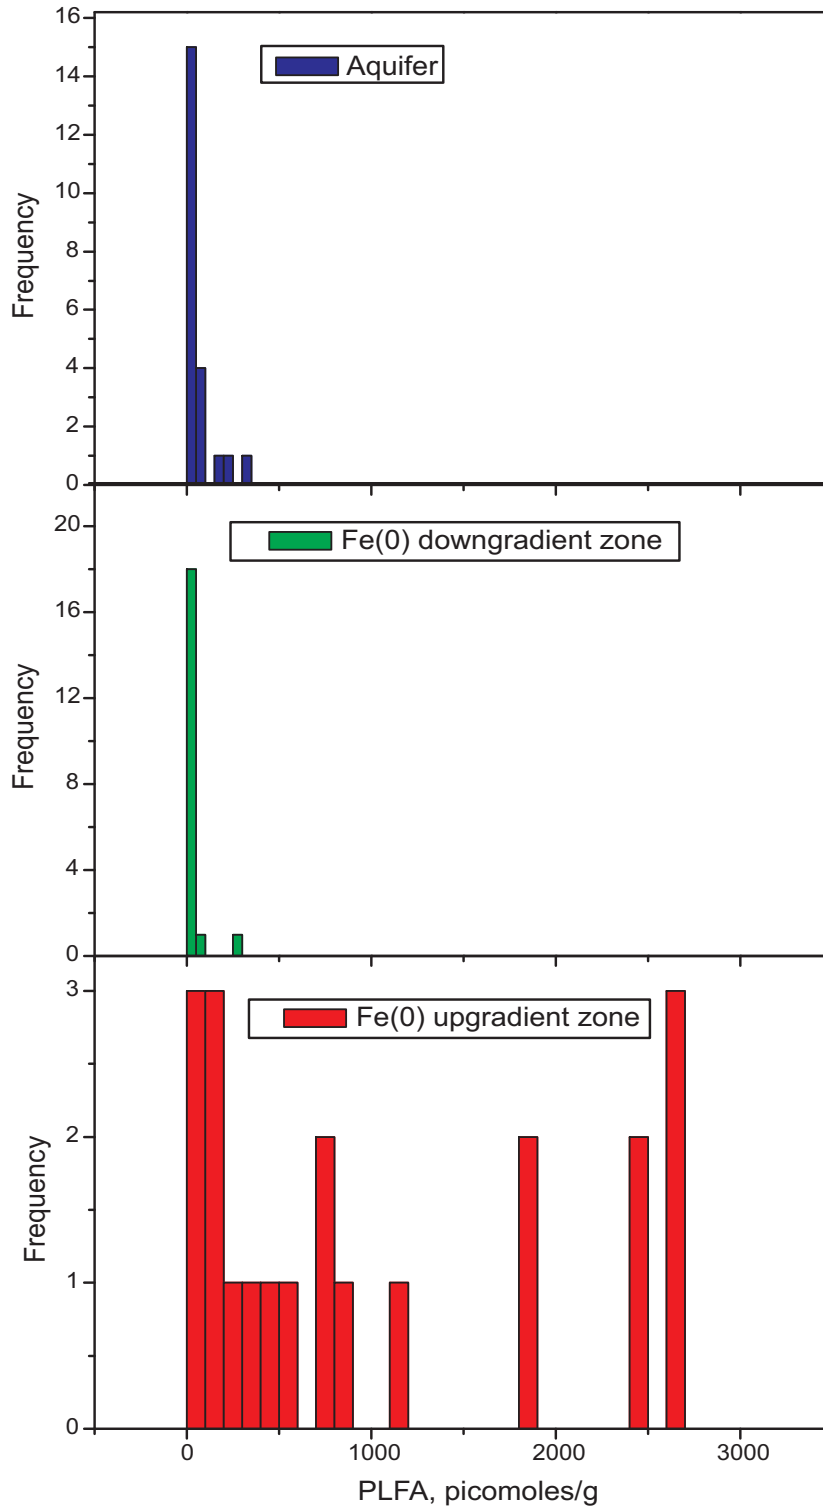 16
Aquifer
14
12
10
8
6
4
2
0
Frequency
20
Fe(0) downgradient zone
16
12
8
4
0
Frequency
3
Fe(0) upgradient zone
2
1
0
Frequency
0 1000 2000 3000
PLFA, picomoles/g